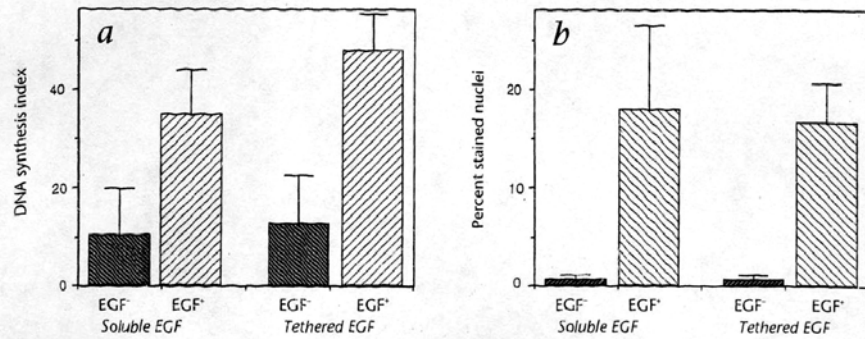 a
DNA synthesis index
40
20
0
EGF⁻ EGF⁺ EGF⁻ EGF⁺
Soluble EGF Tethered EGF
b
Percent stained nuclei
20
10
0
EGF⁻ EGF⁺ EGF⁻ EGF⁺
Soluble EGF Tethered EGF